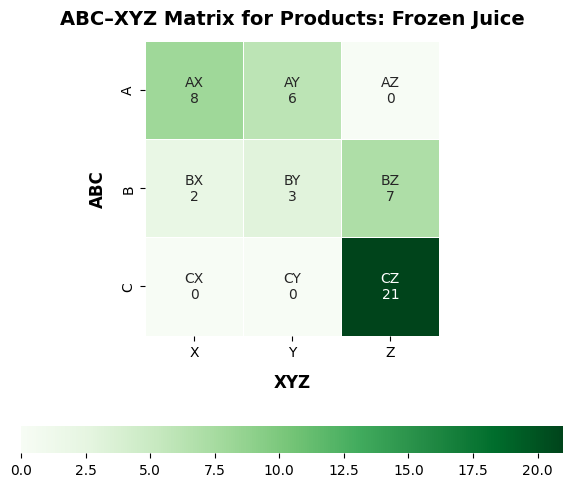 ABC–XYZ Matrix for Products: Frozen Juice
A
AX
8
AY
6
AZ
0
ABC
B
BX
2
BY
3
BZ
7
C
CX
0
CY
0
CZ
21
X Y Z
XYZ
0.0 2.5 5.0 7.5 10.0 12.5 15.0 17.5 20.0